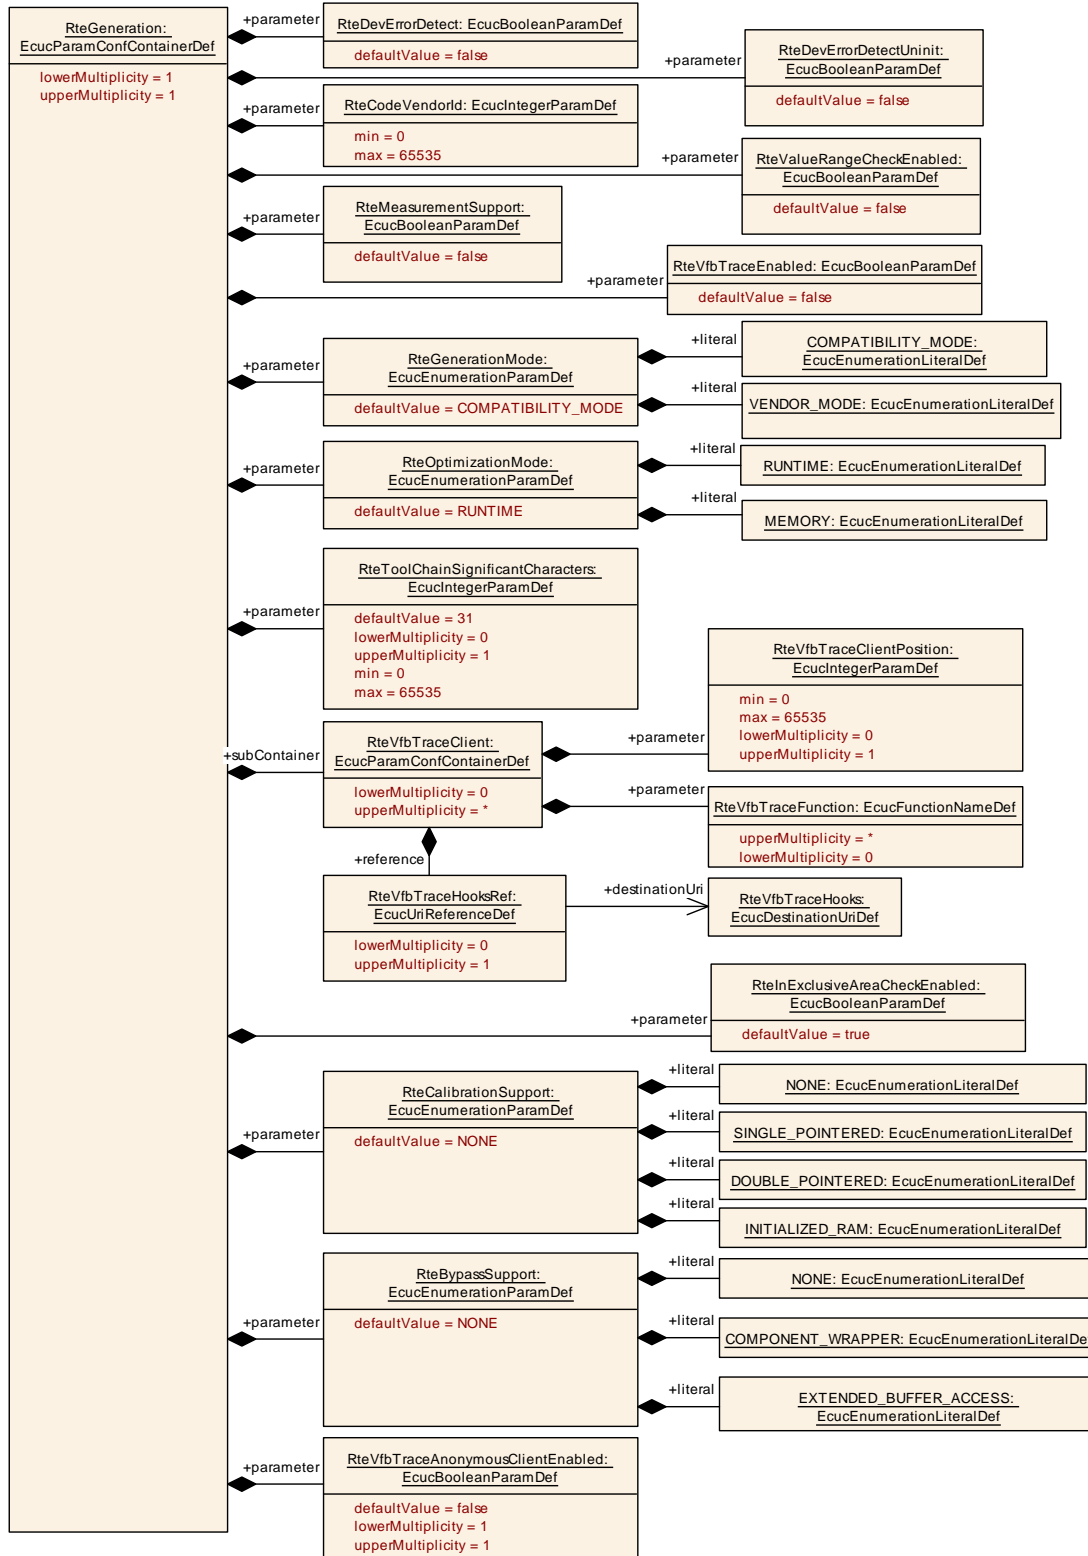 RteGeneration:
EcucParamConfContainerDef
lowerMultiplicity = 1
upperMultiplicity = 1
+parameter
RteDevErrorDetect: EcucBooleanParamDef
defaultValue = false
+parameter
RteDevErrorDetectUninit:
EcucBooleanParamDef
defaultValue = false
+parameter
RteCodeVendorId: EcucIntegerParamDef
min = 0
max = 65535
+parameter
RteValueRangeCheckEnabled:
EcucBooleanParamDef
defaultValue = false
+parameter
RteMeasurementSupport:
EcucBooleanParamDef
defaultValue = false
+parameter
RteVfbTraceEnabled: EcucBooleanParamDef
defaultValue = false
+parameter
RteGenerationMode:
EcucEnumerationParamDef
defaultValue = COMPATIBILITY_MODE
+literal
COMPATIBILITY_MODE:
EcucEnumerationLiteralDef
+literal
VENDOR_MODE: EcucEnumerationLiteralDef
+parameter
RteOptimizationMode:
EcucEnumerationParamDef
defaultValue = RUNTIME
+literal
RUNTIME: EcucEnumerationLiteralDef
+literal
MEMORY: EcucEnumerationLiteralDef
+parameter
RteToolChainSignificantCharacters:
EcucIntegerParamDef
defaultValue = 31
lowerMultiplicity = 0
upperMultiplicity = 1
min = 0
max = 65535
+subContainer
RteVfbTraceClient:
EcucParamConfContainerDef
lowerMultiplicity = 0
upperMultiplicity = *
+parameter
RteVfbTraceClientPosition:
EcucIntegerParamDef
min = 0
max = 65535
lowerMultiplicity = 0
upperMultiplicity = 1
+parameter
RteVfbTraceFunction: EcucFunctionNameDef
upperMultiplicity = *
lowerMultiplicity = 0
+reference
RteVfbTraceHooksRef:
EcucUriReferenceDef
lowerMultiplicity = 0
upperMultiplicity = 1
+destinationUri
RteVfbTraceHooks:
EcucDestinationUriDef
+parameter
RteInExclusiveAreaCheckEnabled:
EcucBooleanParamDef
defaultValue = true
+parameter
RteCalibrationSupport:
EcucEnumerationParamDef
defaultValue = NONE
+literal
NONE: EcucEnumerationLiteralDef
+literal
SINGLE_POINTERED: EcucEnumerationLiteralDef
+literal
DOUBLE_POINTERED: EcucEnumerationLiteralDef
+literal
INITIALIZED_RAM: EcucEnumerationLiteralDef
+parameter
RteBypassSupport:
EcucEnumerationParamDef
defaultValue = NONE
+literal
NONE: EcucEnumerationLiteralDef
+literal
COMPONENT_WRAPPER: EcucEnumerationLiteralDe
+literal
EXTENDED_BUFFER_ACCESS:
EcucEnumerationLiteralDef
+parameter
RteVfbTraceAnonymousClientEnabled:
EcucBooleanParamDef
defaultValue = false
lowerMultiplicity = 1
upperMultiplicity = 1